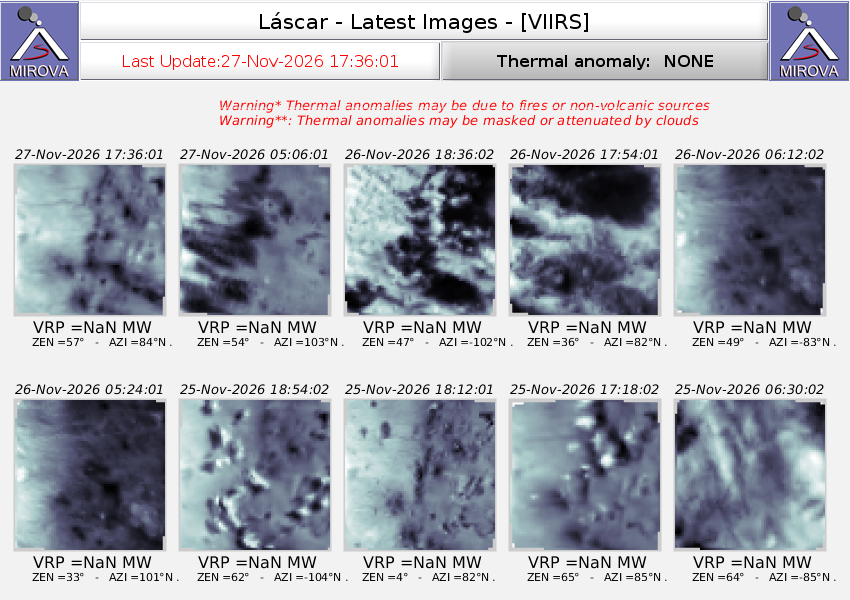 Láscar - Latest Images - [VIIRS]
MIROVA
Last Update:27-Nov-2026 17:36:01
Thermal anomaly: NONE
MIROVA
Warning* Thermal anomalies may be due to fires or non-volcanic sources
Warning**: Thermal anomalies may be masked or attenuated by clouds
27-Nov-2026 17:36:01 27-Nov-2026 05:06:01 26-Nov-2026 18:36:02 26-Nov-2026 17:54:01 26-Nov-2026 06:12:02
VRP =NaN MW VRP =NaN MW VRP =NaN MW VRP =NaN MW VRP =NaN MW
ZEN =57° - AZI =84°N . ZEN =54° - AZI =103°N . ZEN =47° - AZI =-102°N . ZEN =36° - AZI =82°N . ZEN =49° - AZI =-83°N .
26-Nov-2026 05:24:01 25-Nov-2026 18:54:02 25-Nov-2026 18:12:01 25-Nov-2026 17:18:02 25-Nov-2026 06:30:02
VRP =NaN MW VRP =NaN MW VRP =NaN MW VRP =NaN MW VRP =NaN MW
ZEN =33° - AZI =101°N . ZEN =62° - AZI =-104°N . ZEN =4° - AZI =82°N . ZEN =65° - AZI =85°N . ZEN =64° - AZI =-85°N .